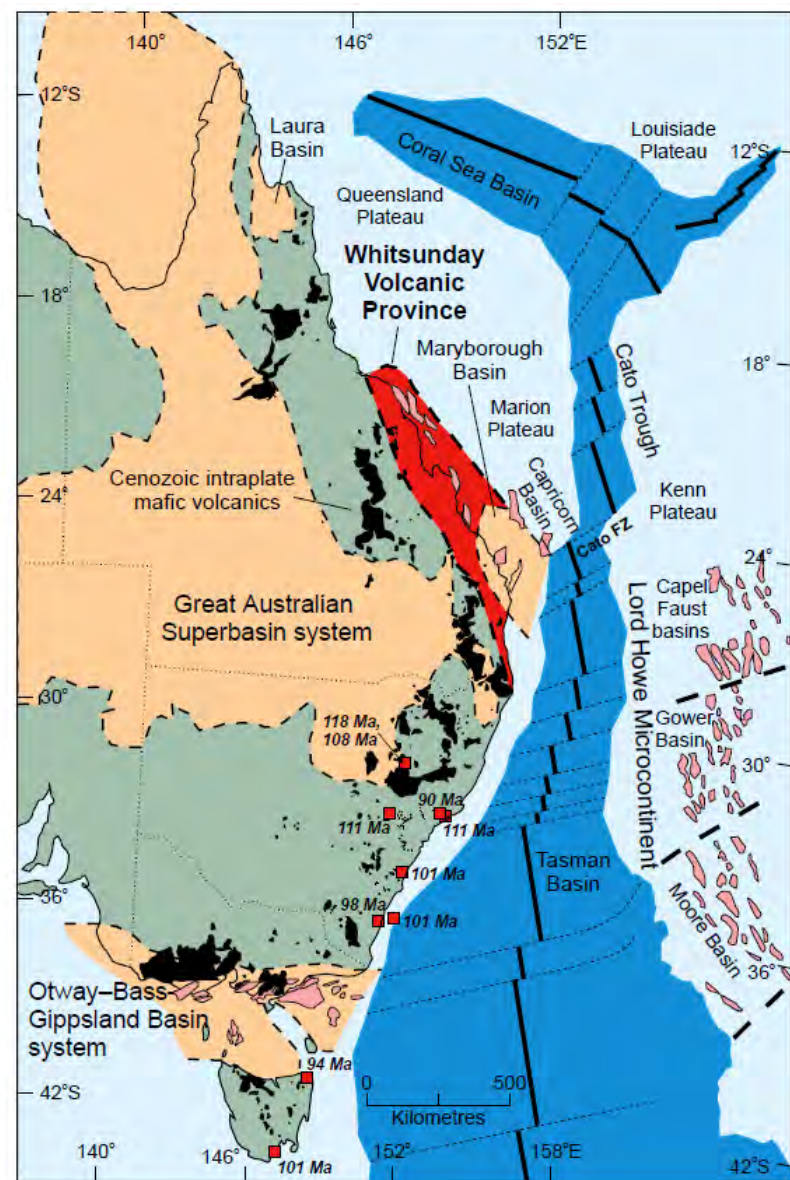 140°
146°
152°E
12°S
Laura
Basin
Coral Sea Basin
Louisiade
Plateau
12°S
Queensland
Plateau
Whitsunday
Volcanic
Province
18°
Maryborough
Basin
18°
Marion
Plateau
Cato Trough
Cenozoic intraplate
mafic volcanics
24°
Capricorn
Basin
Kenn
Plateau
Cato FZ
24°
Great Australian
Superbasin system
Capel
Faust
basins
Lord Howe Microcontinent
30°
118 Ma,
108 Ma
Gower
Basin
30°
90 Ma
111 Ma
111 Ma
101 Ma
Tasman
Basin
36°
98 Ma
101 Ma
Moore Basin
36°
Otway–Bass–
Gippsland Basin
system
94 Ma
42°S
0
500
Kilometres
140°
146°
101 Ma
152°
158°E
42°S